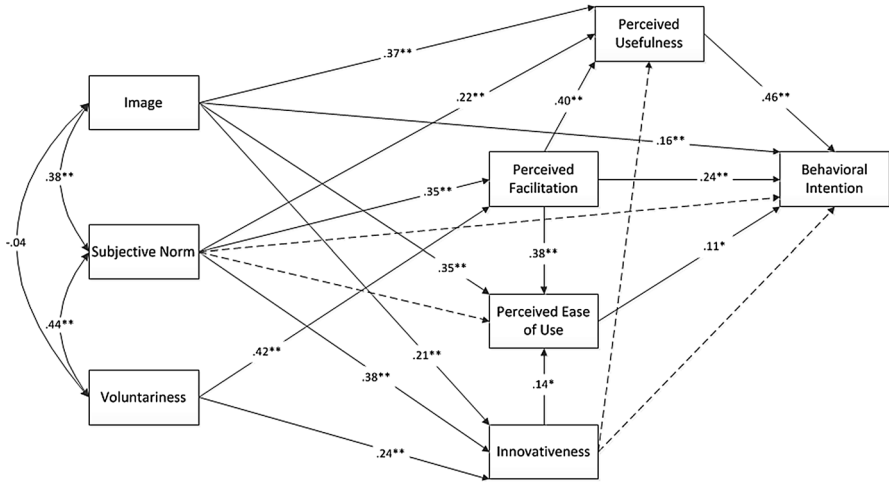 Perceived
Usefulness
.37**
Image
.22**
.40**
.46**
.16**
Perceived
Facilitation
Behavioral
Intention
.38**
.35**
.24**
-.04
Subjective Norm
.38**
.11*
.35**
Perceived Ease
of Use
.44**
.42**
.21**
.38**
.14*
Voluntariness
.24**
Innovativeness